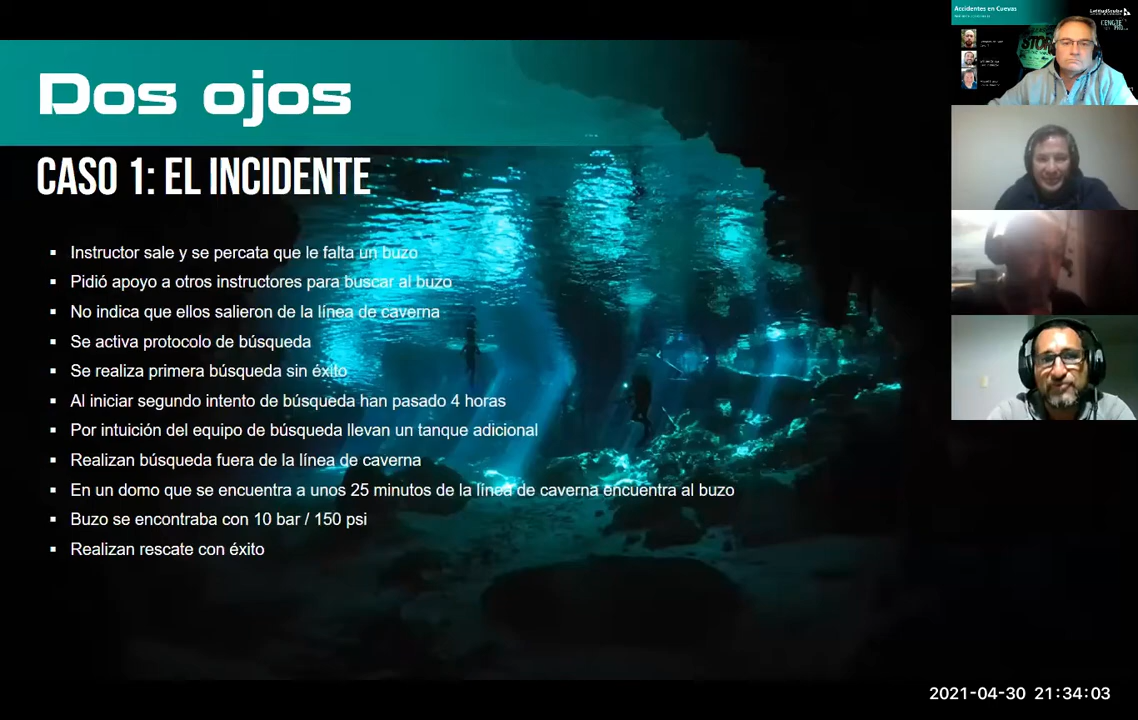 Dos ojos
CASO 1: EL INCIDENTE
▪ Instructor sale y se percata que le falta un buzo
▪ Pidió apoyo a otros instructores para buscar al buzo
▪ No indica que ellos salieron de la línea de caverna
▪ Se activa protocolo de búsqueda
▪ Se realiza primera búsqueda sin éxito
▪ Al iniciar segundo intento de búsqueda han pasado 4 horas
▪ Por intuición del equipo de búsqueda llevan un tanque adicional
▪ Realizan búsqueda fuera de la línea de caverna
▪ En un domo que se encuentra a unos 25 minutos de la línea de caverna encuentra al buzo
▪ Buzo se encontraba con 10 bar / 150 psi
▪ Realizan rescate con éxito
Accidentes en Cuevas
2021-04-30 21:34:03